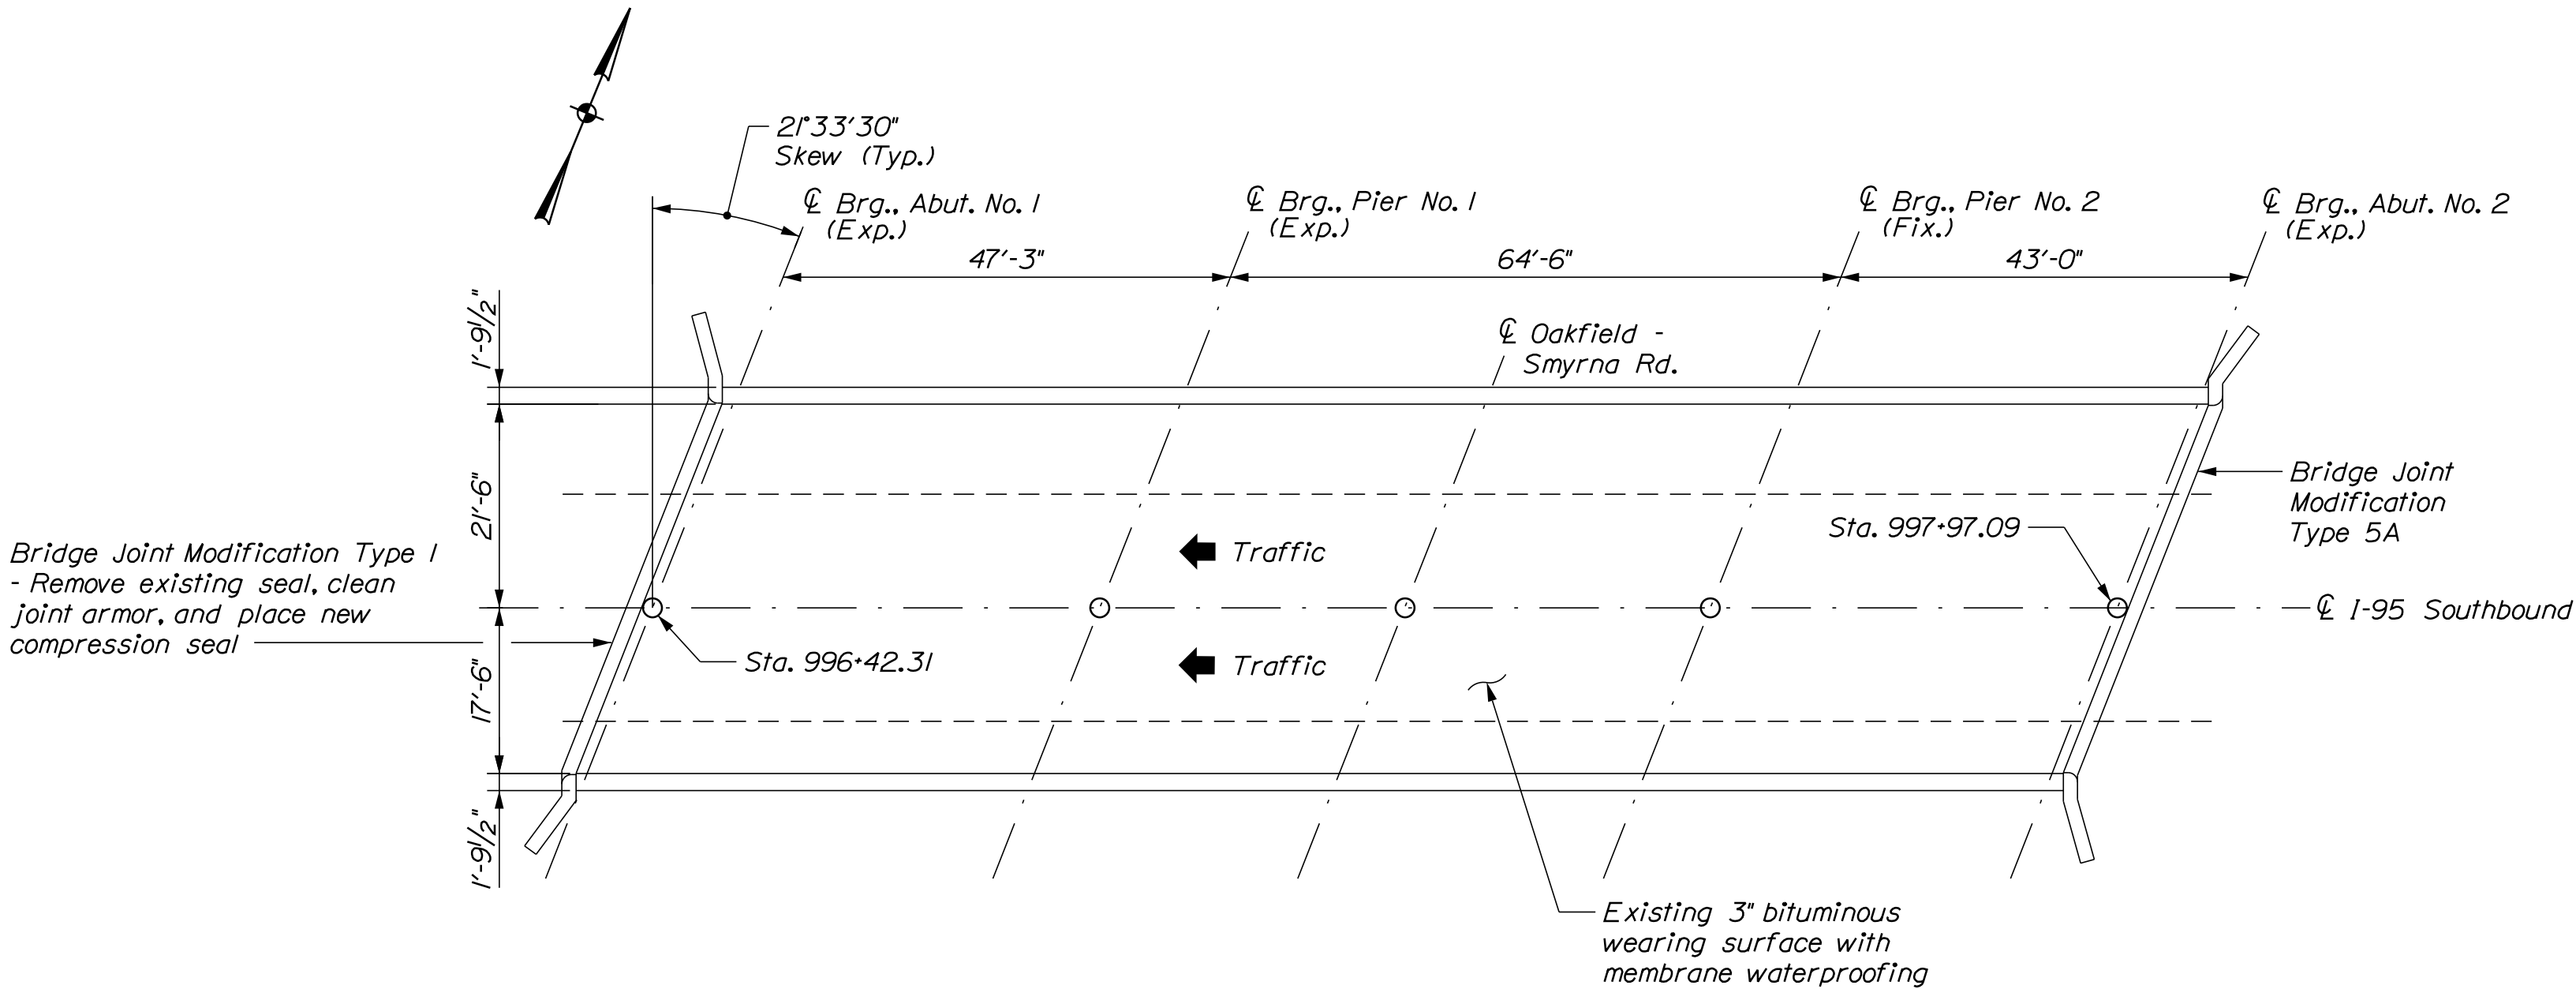 21°33'30"
Skew (Typ.)
℄ Brg., Abut. No. 1
(Exp.)
℄ Brg., Pier No. 1
(Exp.)
℄ Brg., Pier No. 2
(Fix.)
℄ Brg., Abut. No. 2
(Exp.)
47'-3"
64'-6"
43'-0"
1'-9½"
℄ Oakfield -
Smyrna Rd.
21'-6"
Bridge Joint
Modification
Type 5A
Sta. 997+97.09
Bridge Joint Modification Type 1
- Remove existing seal, clean
joint armor, and place new
compression seal
Traffic
℄ I-95 Southbound
Sta. 996+42.31
Traffic
17'-6"
1'-9½"
Existing 3" bituminous
wearing surface with
membrane waterproofing